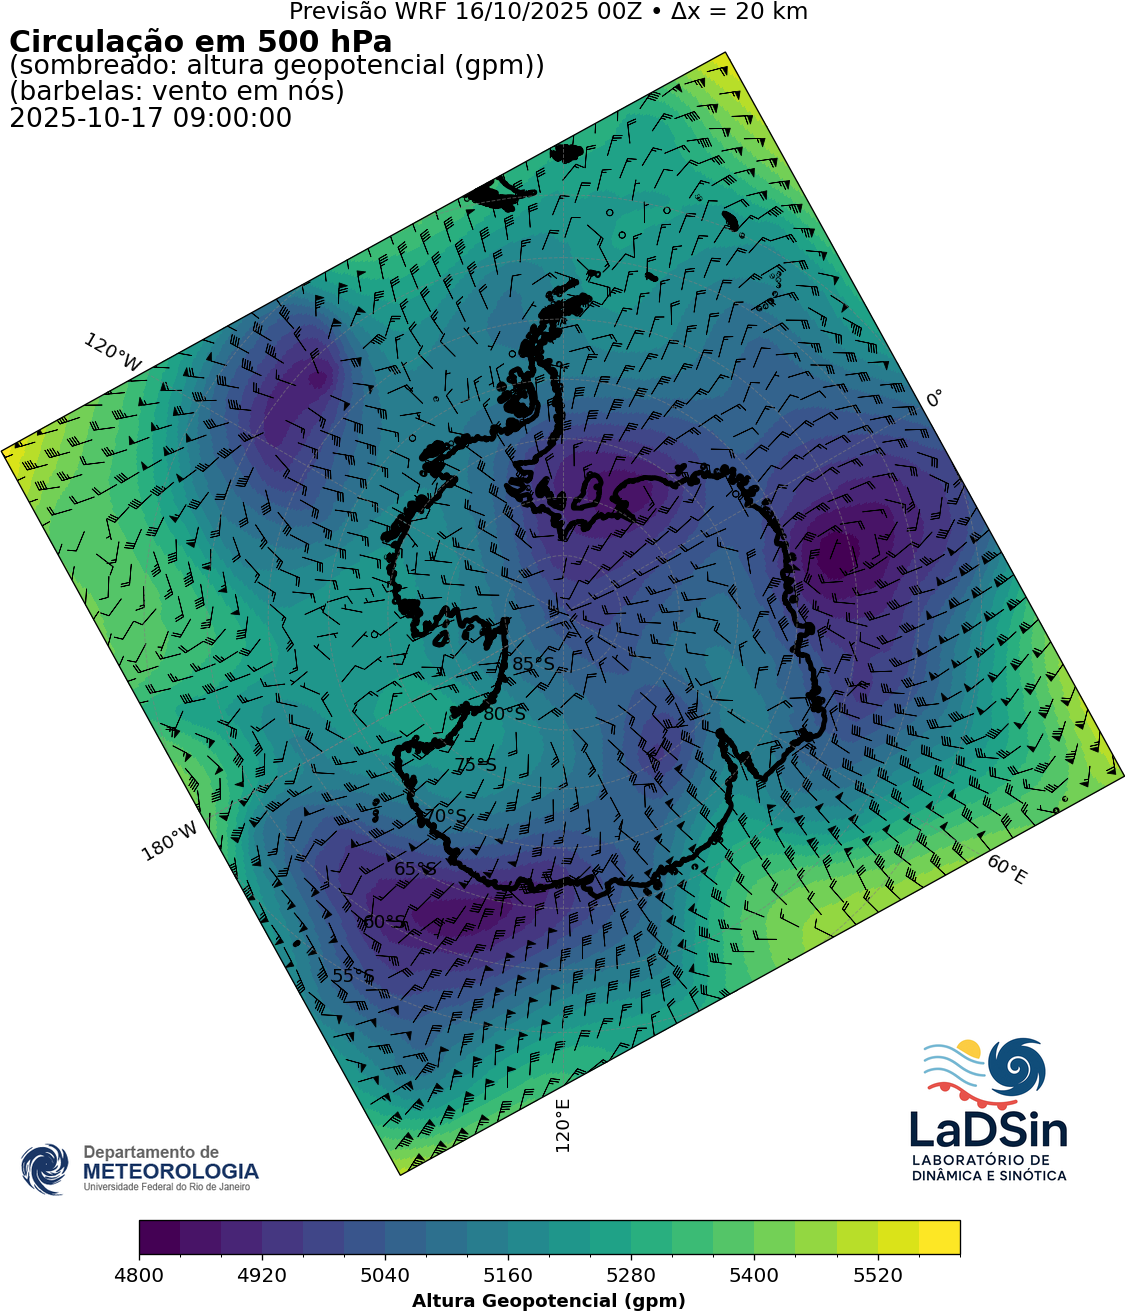 Previsão WRF 16/10/2025 00Z • Δx = 20 km
Circulação em 500 hPa
(sombreado: altura geopotencial (gpm))
(barbelas: vento em nós)
2025-10-17 09:00:00
120°W
0°
85°S
80°S
75°S
70°S
180°W
65°S
60°E
60°S
55°S
120°E
LaDSin
LABORATÓRIO DE
DINÂMICA E SINÓTICA
Departamento de
METEOROLOGIA
Universidade Federal do Rio de Janeiro
4800 4920 5040 5160 5280 5400 5520
Altura Geopotencial (gpm)